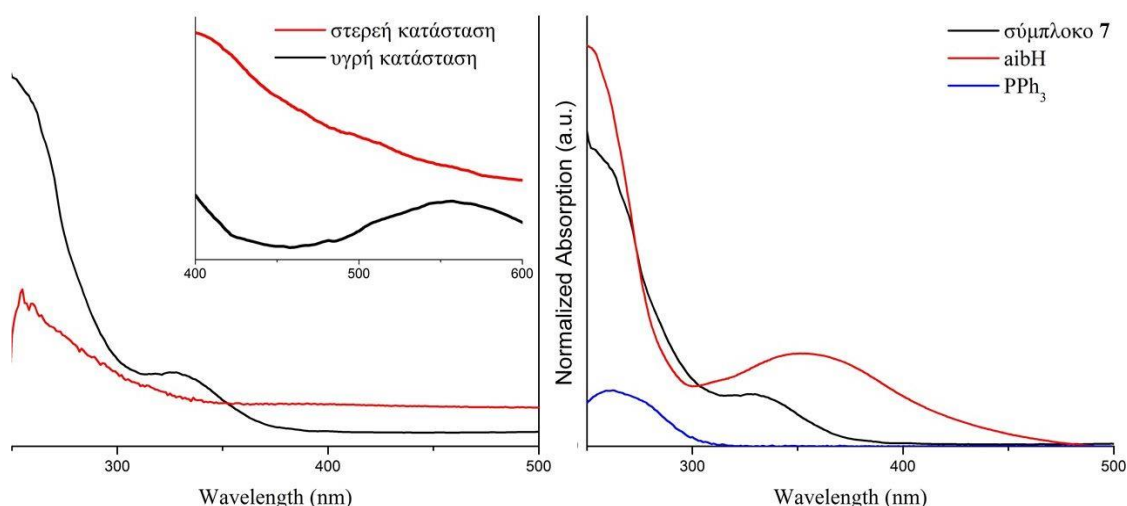 στερεή κατάσταση
υγρή κατάσταση
400
500
600
300
400
500
Wavelength (nm)
σύμπλοκο 7
aibH
PPh3
Normalized Absorption (a.u.)
300
400
500
Wavelength (nm)